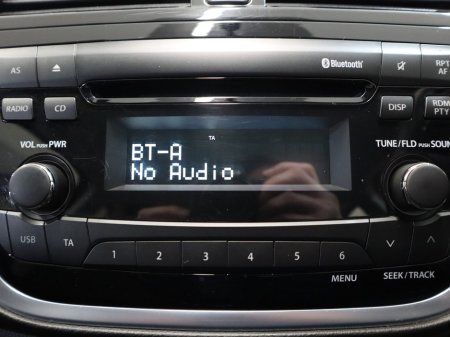 Bluetooth
AS
RPT
AF
RADIO
CD
DISP
RDM
PTY
TA
VOL PUSH PWR
BT-A
TUNE/FLD PUSH SOUN
No Audio
USB
TA
1 2 3 4 5 6
MENU
SEEK/TRACK